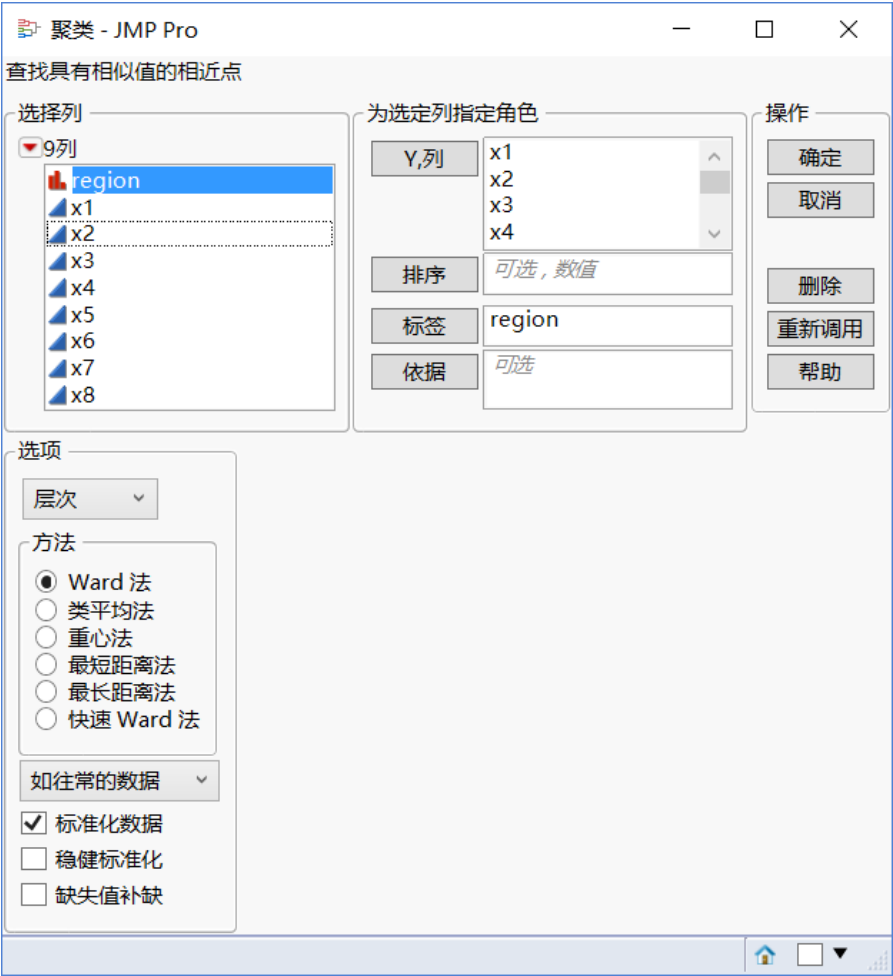 聚类 - JMP Pro
查找具有相似值的相近点
选择列
9列
region
x1
x2
x3
x4
x5
x6
x7
x8
为选定列指定角色
Y,列
x1
x2
x3
x4
排序
可选,数值
标签
region
依据
可选
操作
确定
取消
删除
重新调用
帮助
选项
层次
方法
Ward 法
类平均法
重心法
最短距离法
最长距离法
快速 Ward 法
如往常的数据
标准化数据
稳健标准化
缺失值补缺